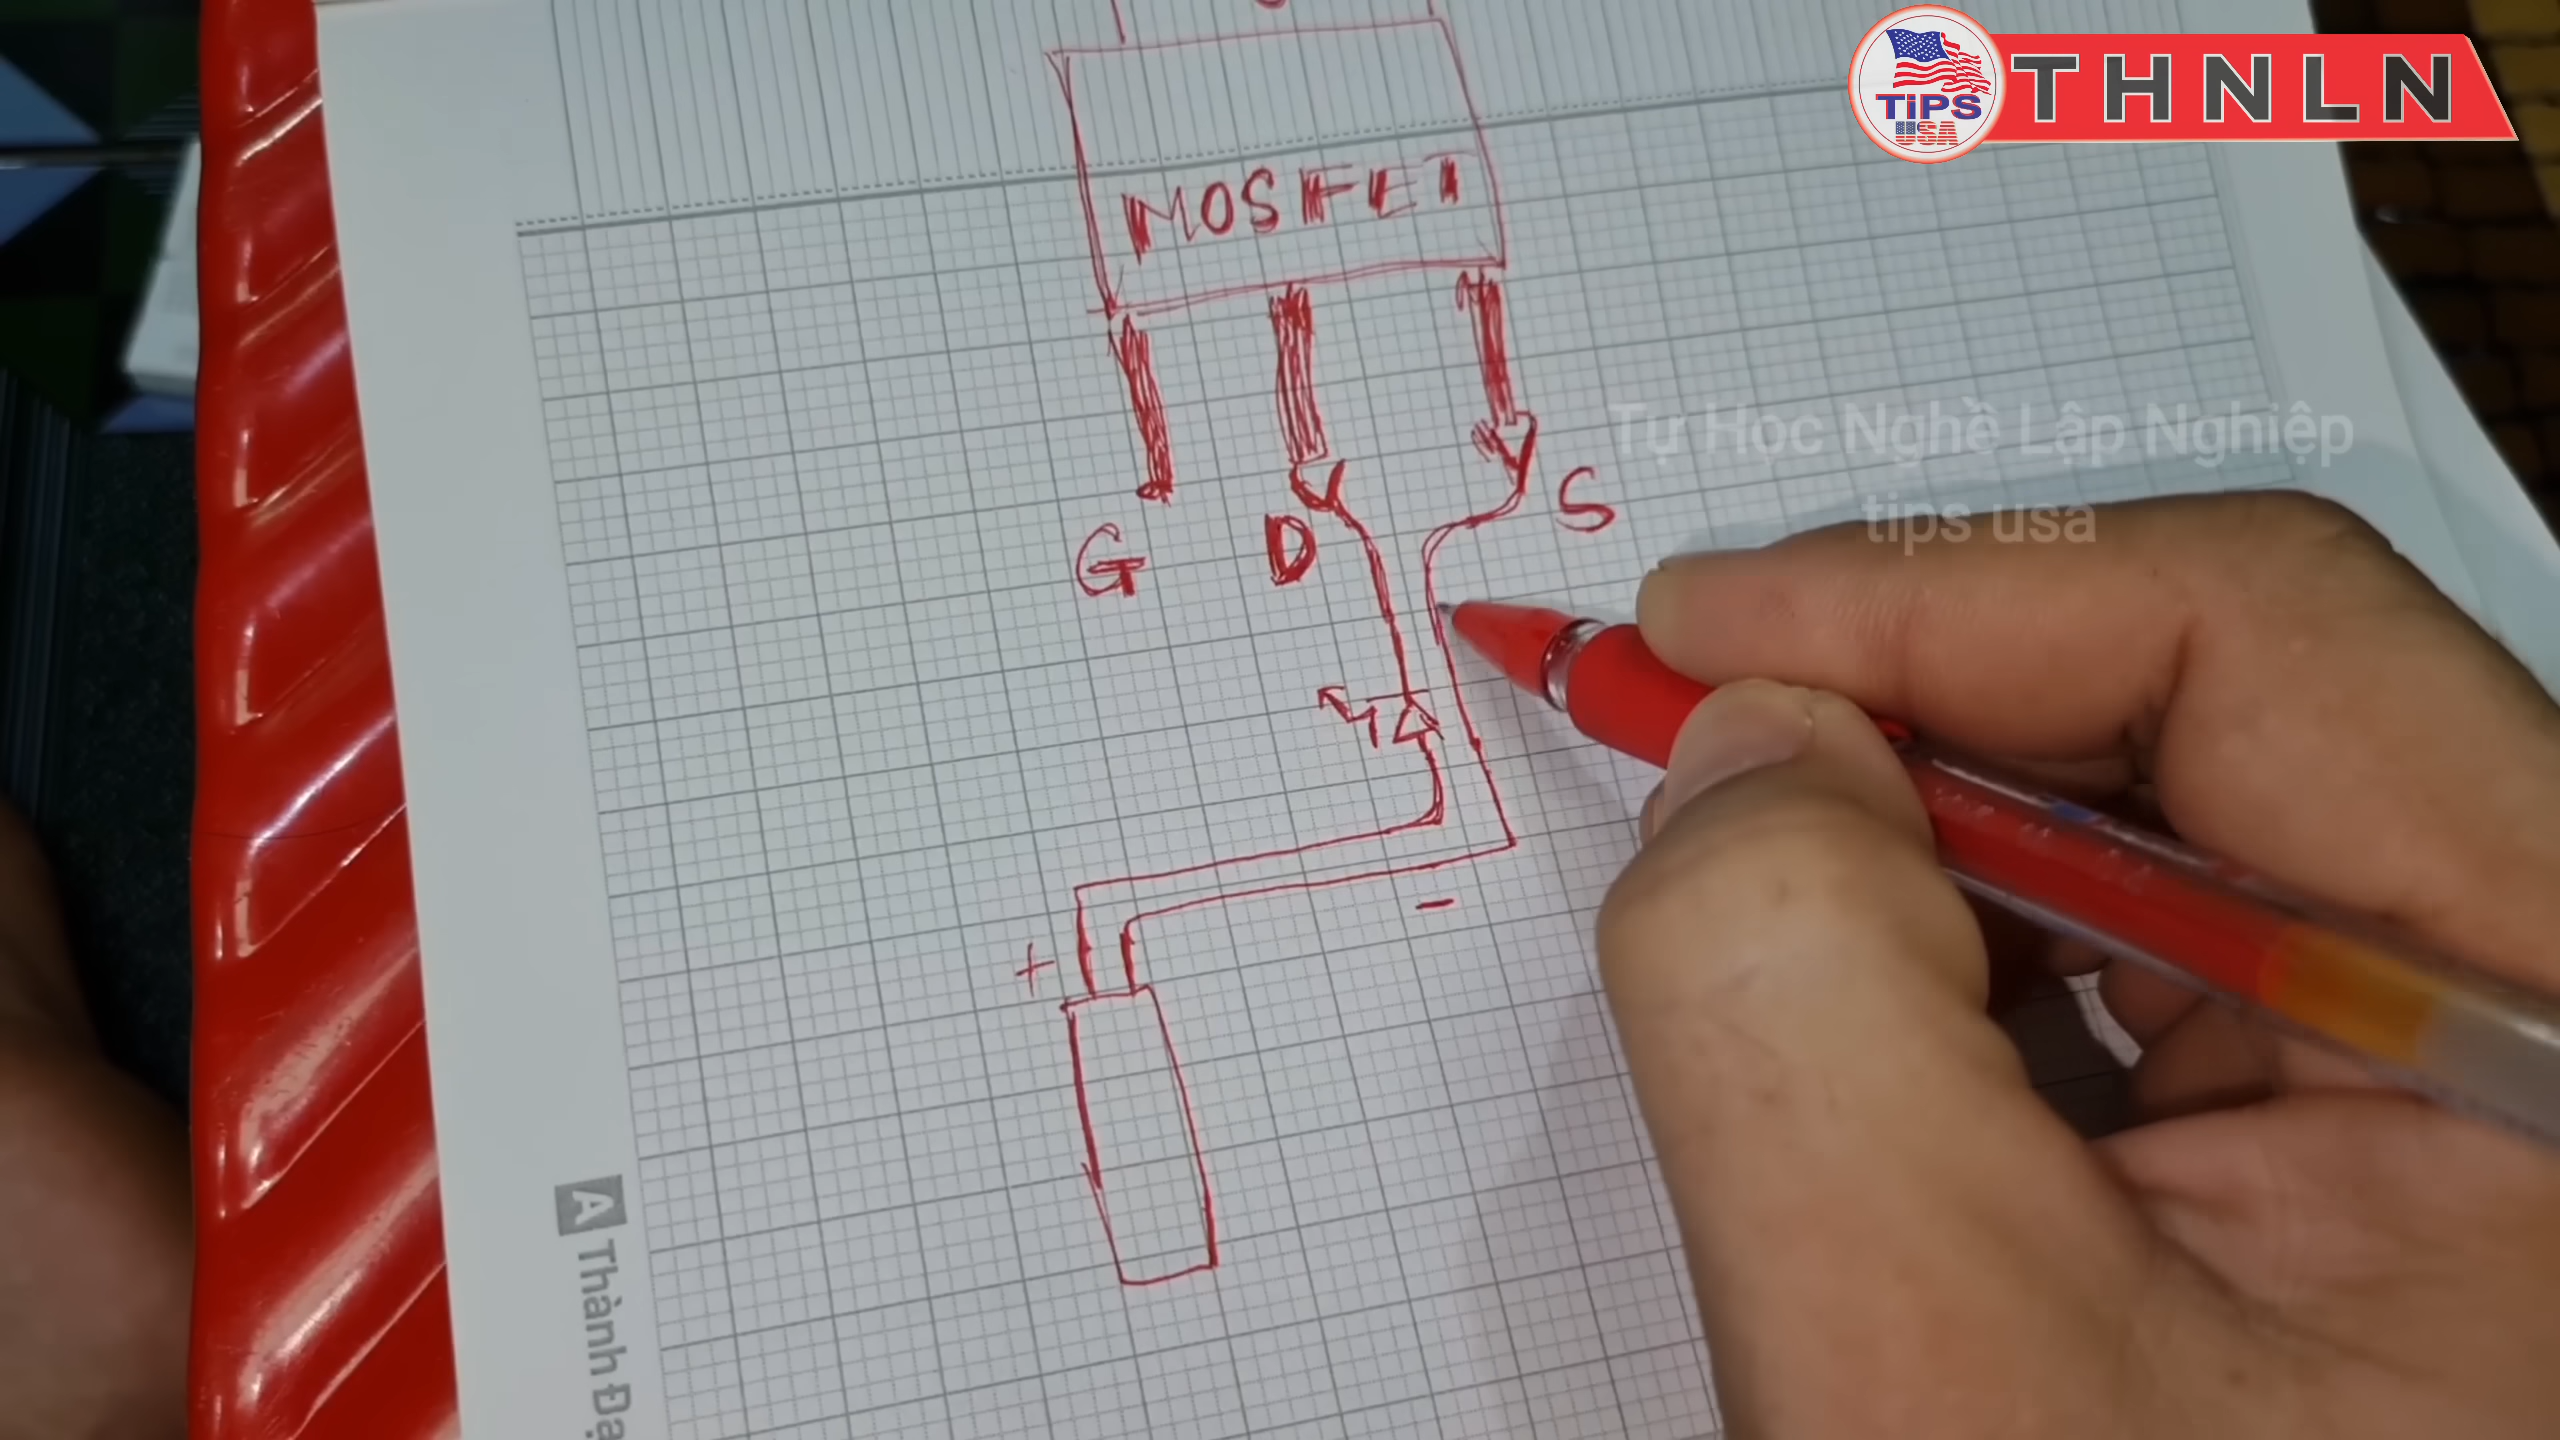 TiPS
USA
THNLN
MOSFET
Tự Học Nghề Lập Nghiệp
tips usa
G
D
S
+
-
A Thành Đạ